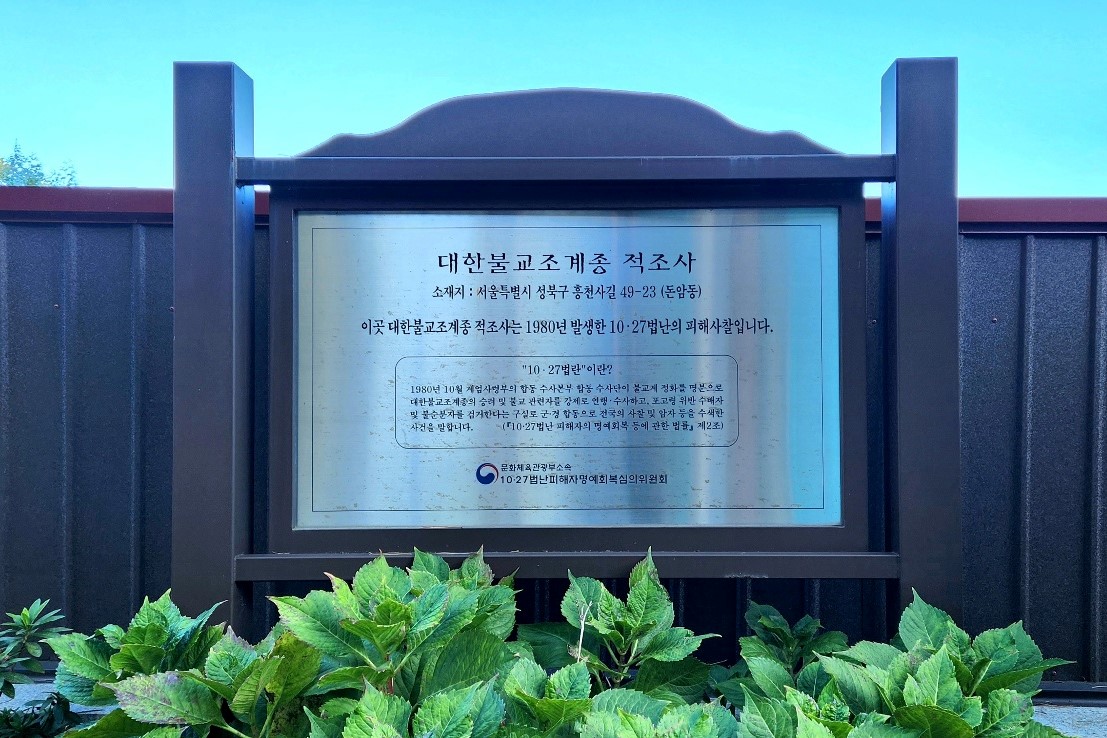 대한불교조계종 적조사
소재지 : 서울특별시 성북구 흥천사길 49-23 (돈암동)
이곳 대한불교조계종 적조사는 1980년 발생한 10·27법난의 피해사찰입니다.
"10·27법란"이란?
1980년 10월 계엄사령부의 합동 수사본부 합동 수사단이 불교계 정화를 명분으로
대한불교조계종의 승려 및 불교 관련자를 강제로 연행·수사하고, 포고령 위반 수배자
및 불순분자를 검거한다는 구실로 군·경 합동으로 전국의 사찰 및 암자 등을 수색한
사건을 말합니다. (『10·27법난 피해자의 명예회복 등에 관한 법률』 제2조)
문화체육관광부소속
10·27법난피해자명예회복심의위원회